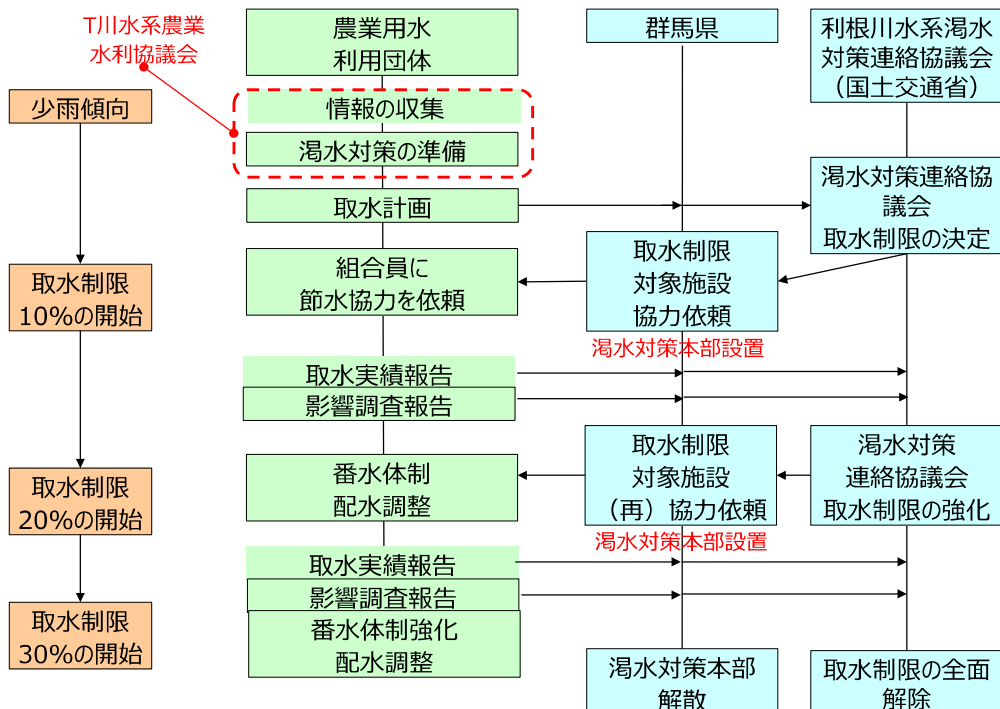 T川水系農業
水利協議会
少雨傾向
取水制限
10%の開始
取水制限
20%の開始
取水制限
30%の開始
農業用水
利用団体
情報の収集
渇水対策の準備
取水計画
組合員に
節水協力を依頼
取水実績報告
影響調査報告
番水体制
配水調整
取水実績報告
影響調査報告
番水体制強化
配水調整
群馬県
取水制限
対象施設
協力依頼
渇水対策本部設置
取水制限
対象施設
（再）協力依頼
渇水対策本部設置
渇水対策本部
解散
利根川水系渇水
対策連絡協議会
（国土交通省）
渇水対策連絡協
議会
取水制限の決定
渇水対策
連絡協議会
取水制限の強化
取水制限の全面
解除